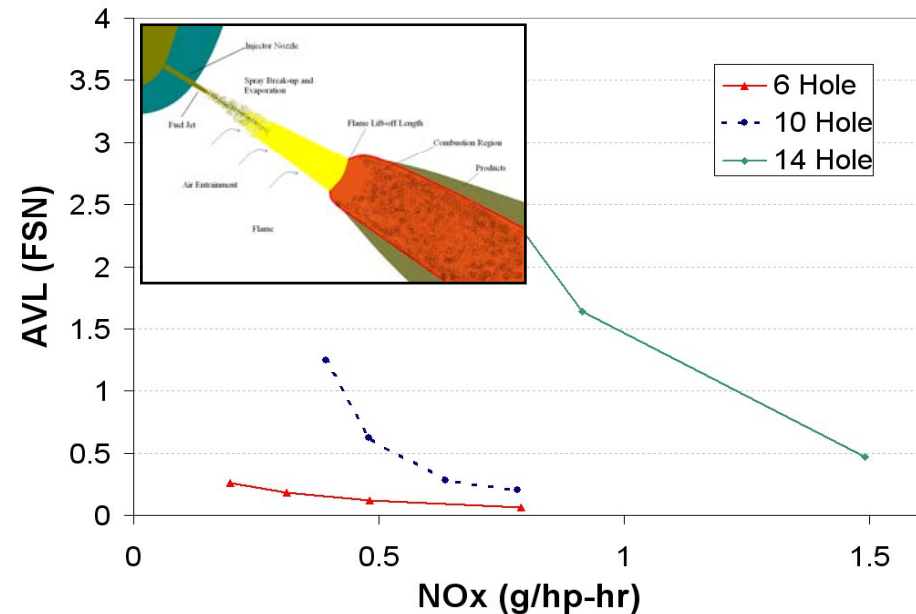 4
3.5
3
2.5
2
1.5
1
0.5
0
AVL (FSN)
Injector Nozzle
Spray Break-up and
Evaporation
Fuel Jet
Flame Lift-off Length
Combustion Region
Products
Air Entrainment
Flame
6 Hole
10 Hole
14 Hole
0
0.5
1
1.5
NOx (g/hp-hr)